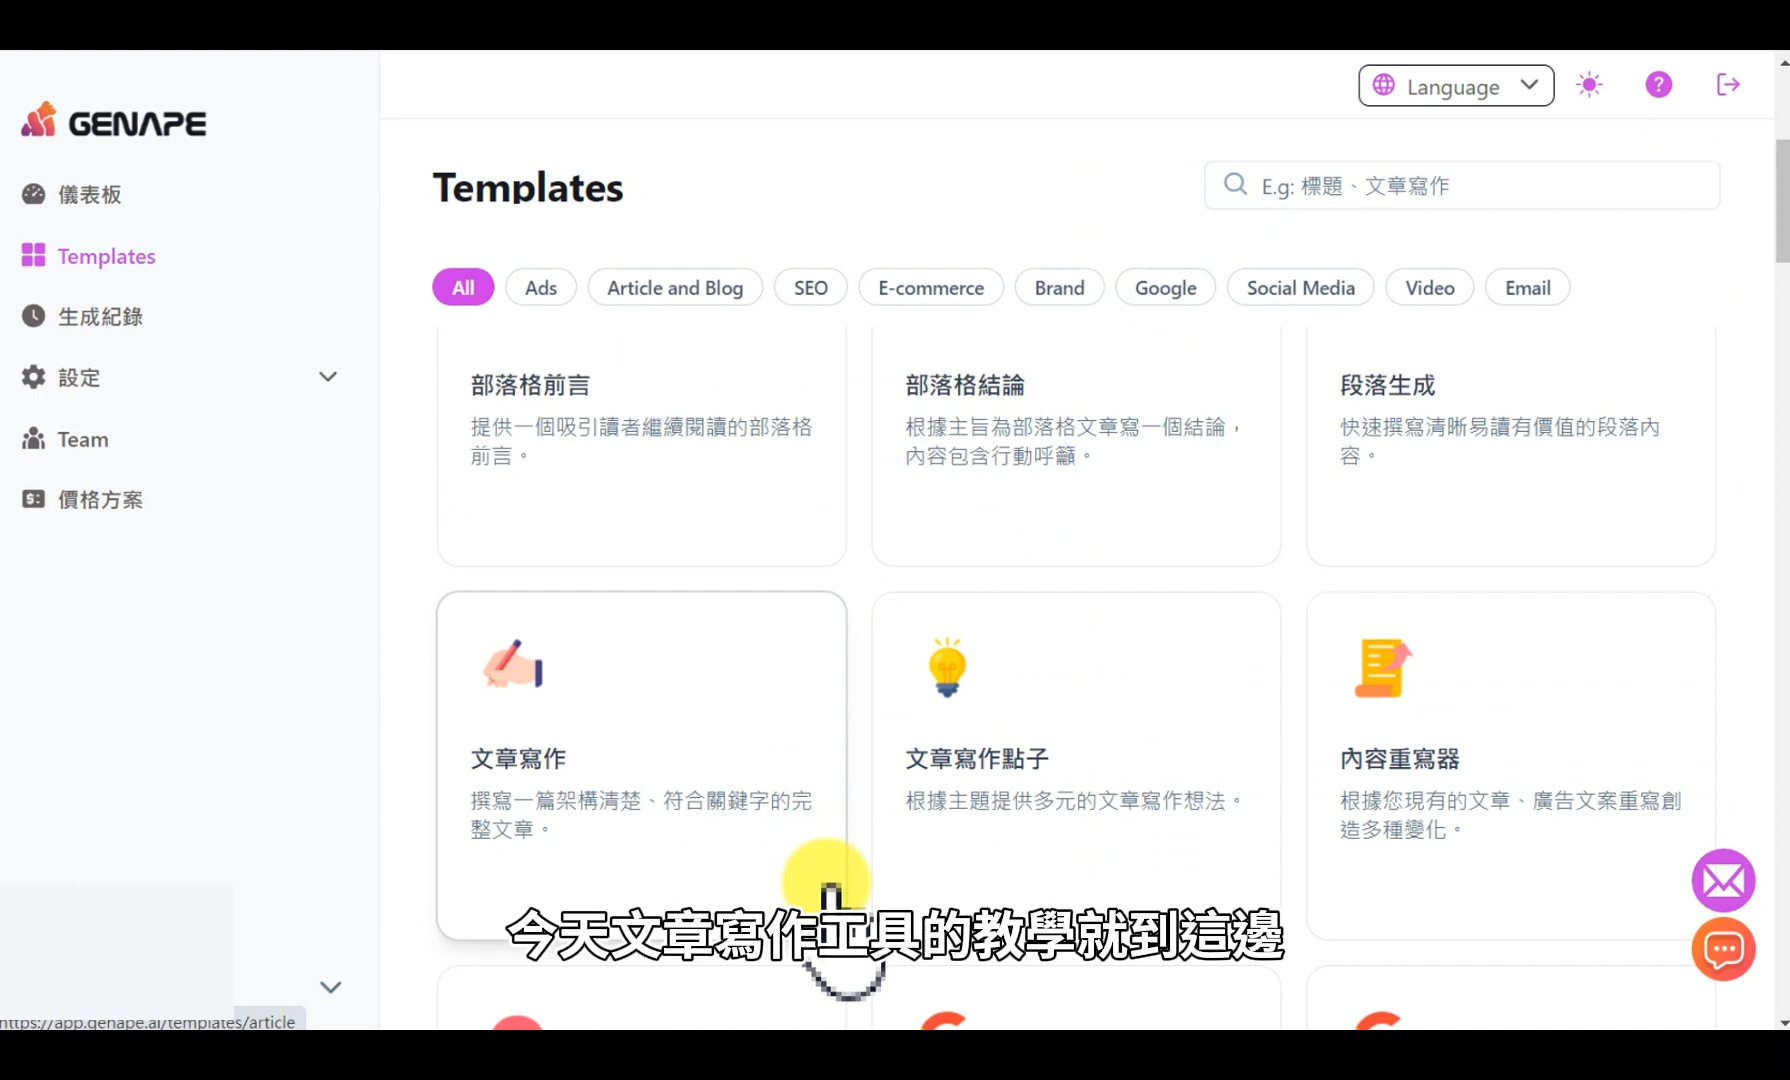 GENAPE
Language
儀表板
Templates
生成紀錄
設定
Team
價格方案
Templates
E.g: 標題、文章寫作
All
Ads
Article and Blog
SEO
E-commerce
Brand
Google
Social Media
Video
Email
部落格前言
提供一個吸引讀者繼續閱讀的部落格
前言。
部落格結論
根據主旨為部落格文章寫一個結論，
內容包含行動呼籲。
段落生成
快速撰寫清晰易讀有價值的段落內
容。
文章寫作
撰寫一篇架構清楚、符合關鍵字的完
整文章。
文章寫作點子
根據主題提供多元的文章寫作想法。
內容重寫器
根據您現有的文章、廣告文案重寫創
造多種變化。
今天文章寫作工具的教學就到這邊
https://app.genape.ai/templates/article